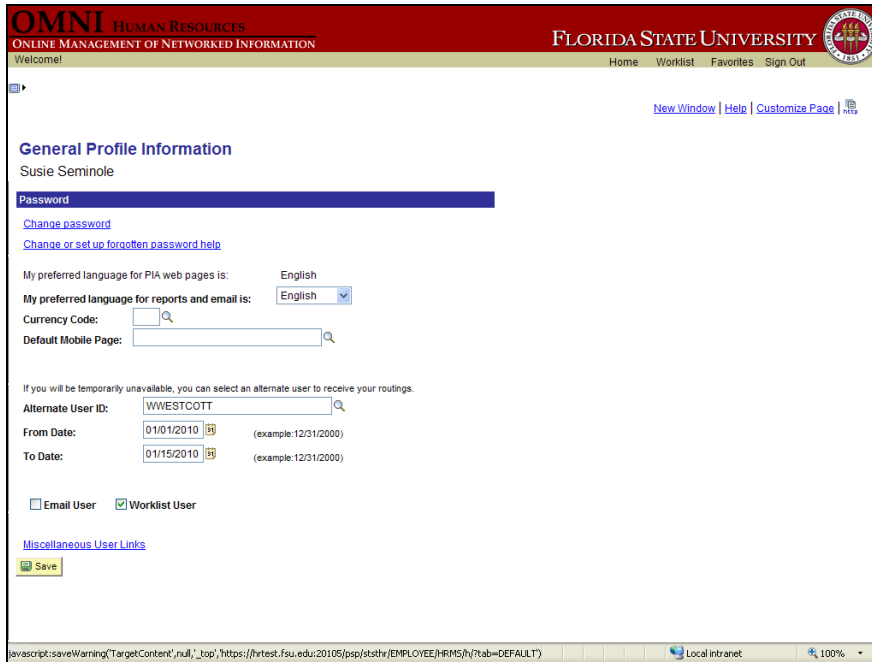 OMNI HUMAN RESOURCES
ONLINE MANAGEMENT OF NETWORKED INFORMATION
FLORIDA STATE UNIVERSITY
1851
Welcome!
Home Worklist Favorites Sign Out
New Window | Help | Customize Page | http
General Profile Information
Susie Seminole
Password
Change password
Change or set up forgotten password help
My preferred language for PIA web pages is: English
My preferred language for reports and email is: English
Currency Code:
Default Mobile Page:
If you will be temporarily unavailable, you can select an alternate user to receive your routings.
Alternate User ID: WWESTCOTT
From Date: 01/01/2010 31 (example:12/31/2000)
To Date: 01/15/2010 31 (example:12/31/2000)
Email User Worklist User
Miscellaneous User Links
Save
javascript:saveWarning('TargetContent',null,'_top','https://hrtest.fsu.edu:20105/psp/ststhr/EMPLOYEE/HRMS/h/?tab=DEFAULT')
Local intranet 100%